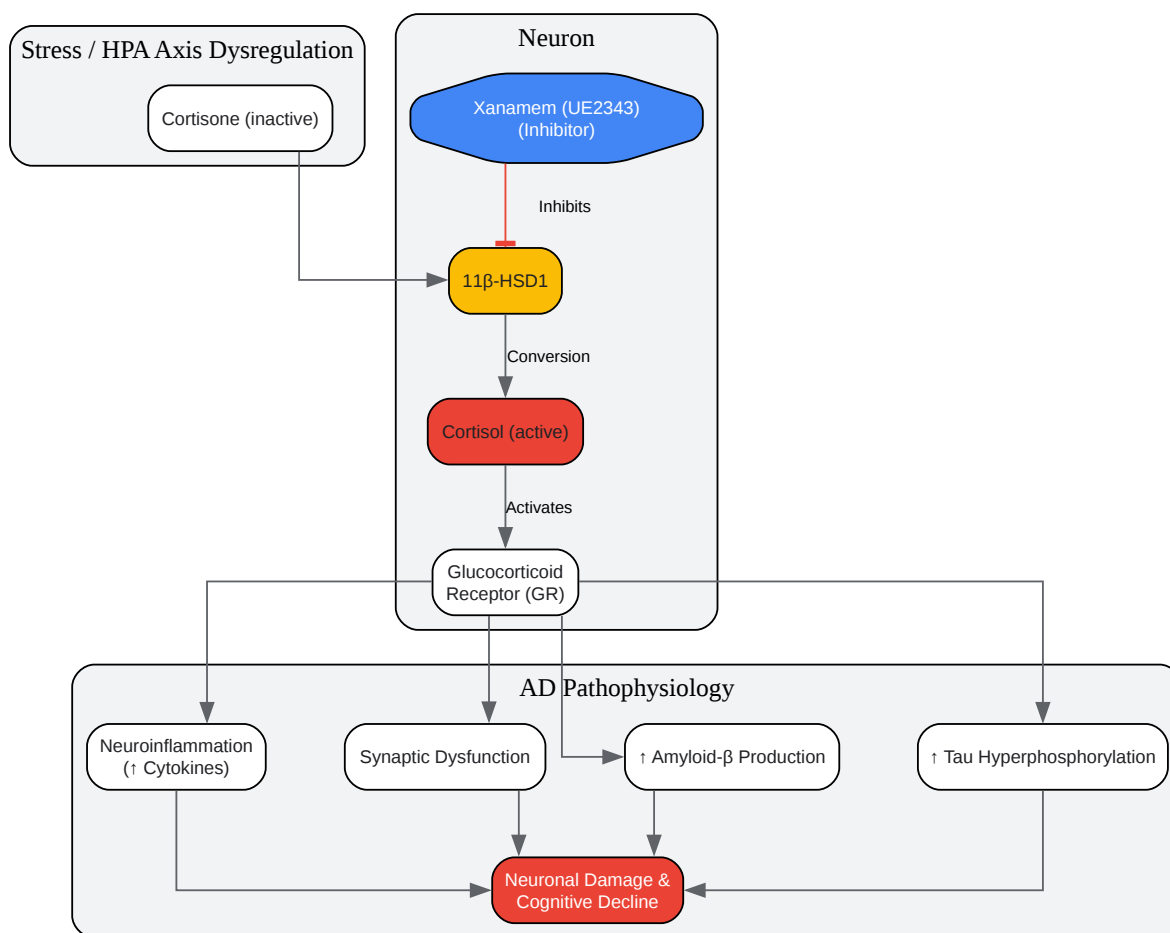 Stress / HPA Axis Dysregulation
Cortisone (inactive)
Neuron
Xanamem (UE2343)
(Inhibitor)
Inhibits
11β-HSD1
Conversion
Cortisol (active)
Activates
Glucocorticoid
Receptor (GR)
AD Pathophysiology
Neuroinflammation
(↑ Cytokines)
Synaptic Dysfunction
↑ Amyloid-β Production
↑ Tau Hyperphosphorylation
Neuronal Damage &
Cognitive Decline